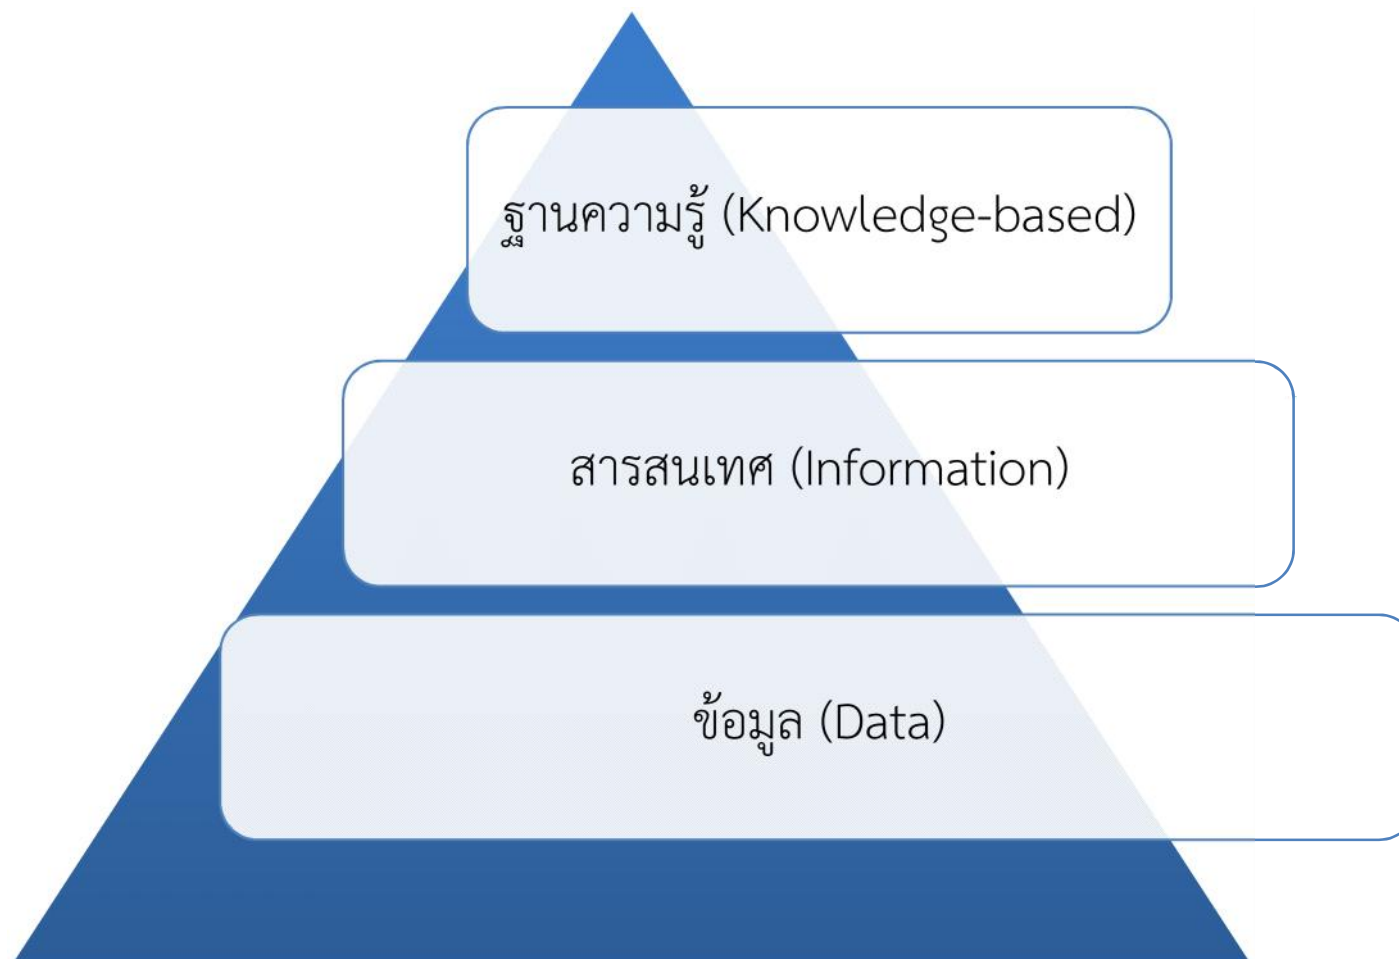 ฐานความรู้ (Knowledge-based)
สารสนเทศ (Information)
ข้อมูล (Data)